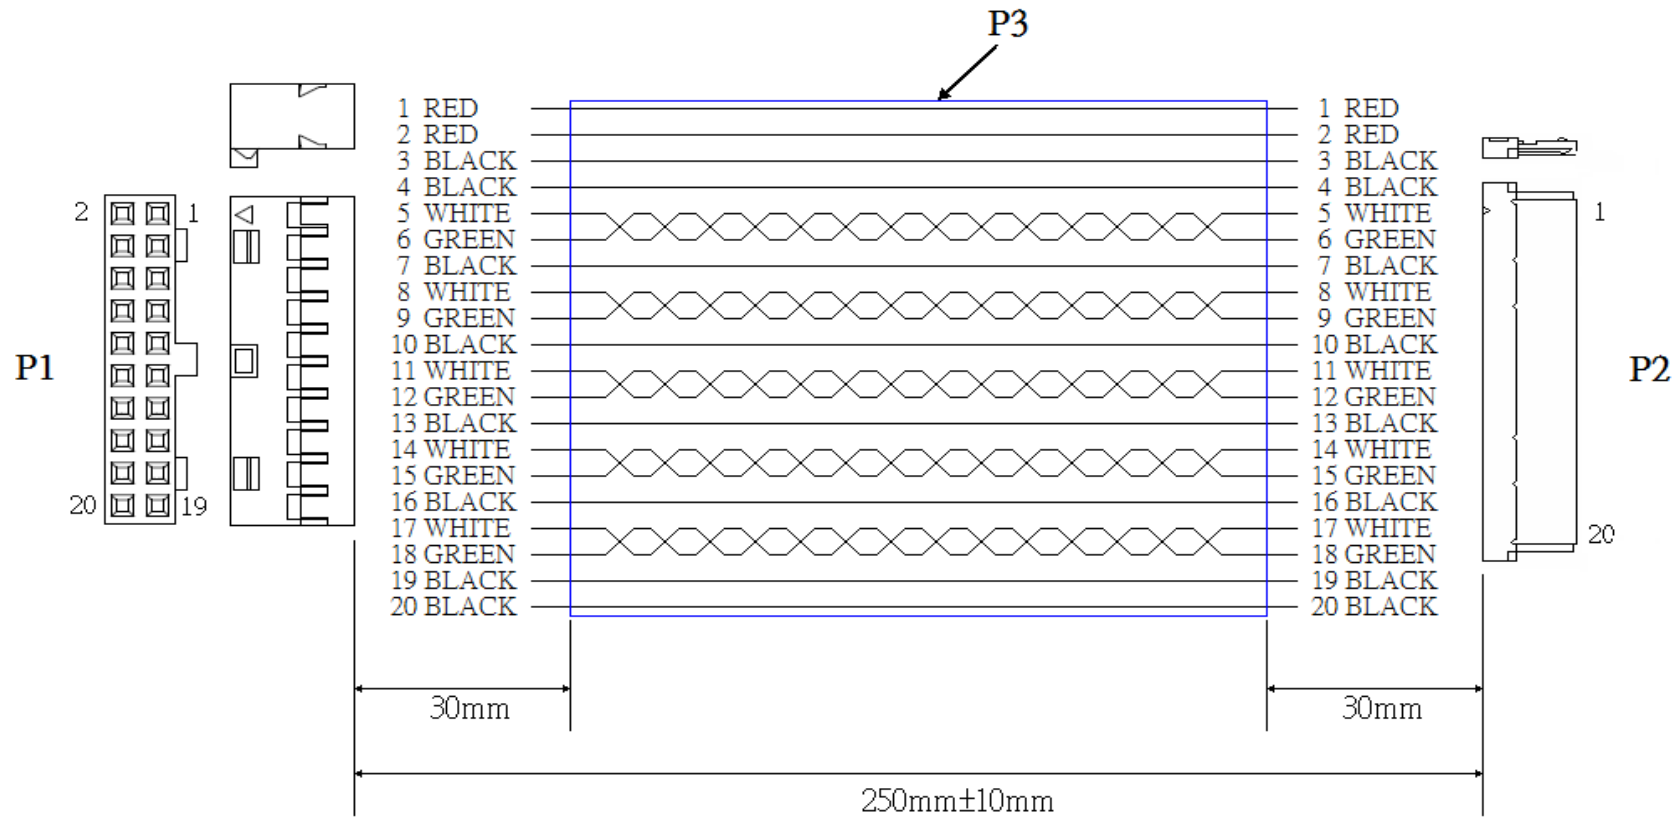 P3
1 RED 1 RED
2 RED 2 RED
3 BLACK 3 BLACK
4 BLACK 4 BLACK
2 1 5 WHITE 5 WHITE 1
6 GREEN 6 GREEN
7 BLACK 7 BLACK
8 WHITE 8 WHITE
9 GREEN 9 GREEN
10 BLACK 10 BLACK
P1 11 WHITE 11 WHITE P2
12 GREEN 12 GREEN
13 BLACK 13 BLACK
14 WHITE 14 WHITE
15 GREEN 15 GREEN
20 19 16 BLACK 16 BLACK
17 WHITE 17 WHITE 20
18 GREEN 18 GREEN
19 BLACK 19 BLACK
20 BLACK 20 BLACK
30mm 30mm
250mm±10mm